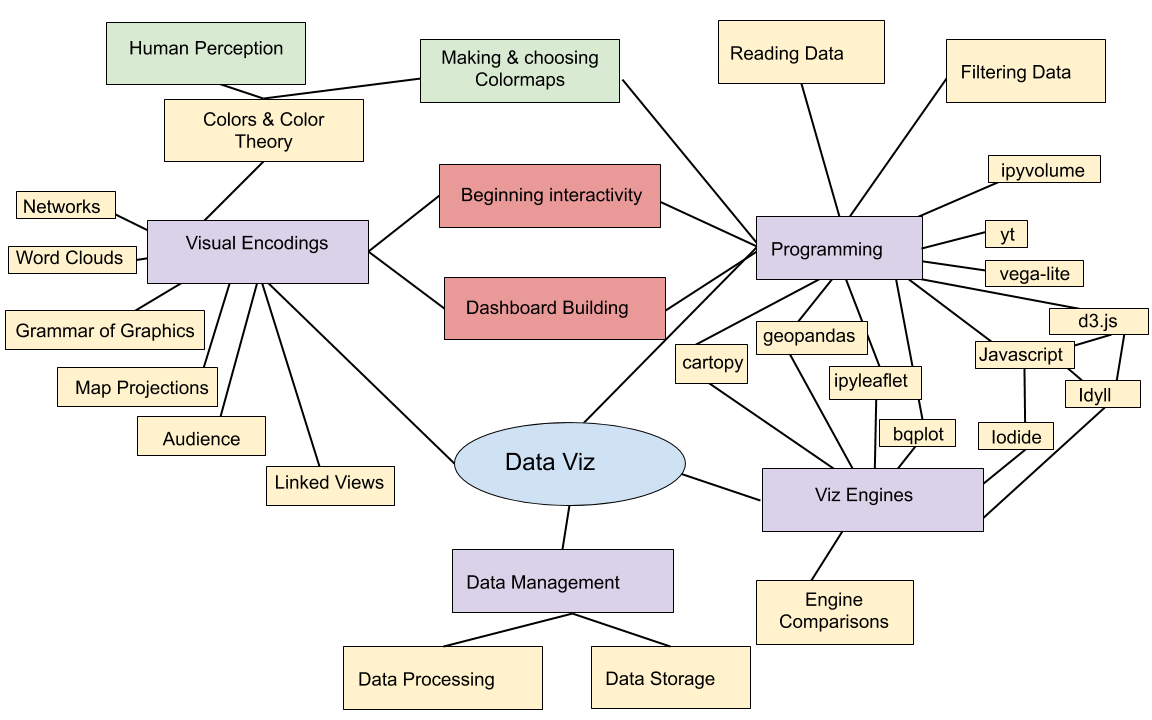 Human Perception
Making & choosing
Colormaps
Reading Data
Filtering Data
Colors & Color
Theory
ipyvolume
Networks
Beginning interactivity
Visual Encodings
Programming
yt
Word Clouds
vega-lite
Grammar of Graphics
Dashboard Building
d3.js
geopandas
Javascript
cartopy
Map Projections
ipyleaflet
Idyll
Audience
bqplot
Iodide
Data Viz
Linked Views
Viz Engines
Data Management
Engine
Comparisons
Data Processing
Data Storage